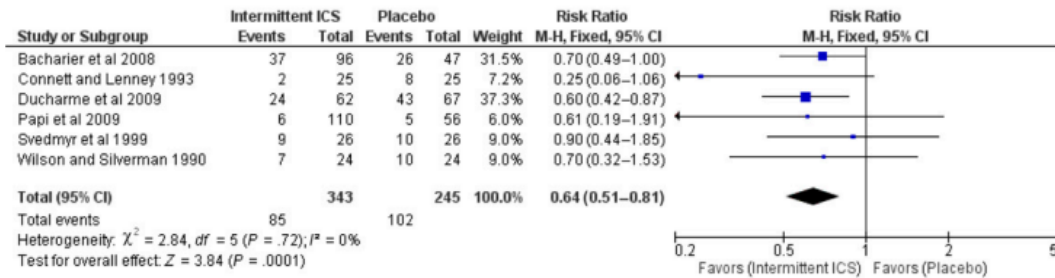 Intermittent ICS Placebo Risk Ratio Risk Ratio
Study or Subgroup Events Total Events Total Weight M-H, Fixed, 95% CI M-H, Fixed, 95% CI
Bacharier et al 2008 37 96 26 47 31.5% 0.70 (0.49–1.00)
Connett and Lenney 1993 2 25 8 25 7.2% 0.25 (0.06–1.06)
Ducharme et al 2009 24 62 43 67 37.3% 0.60 (0.42–0.87)
Papi et al 2009 6 110 5 56 6.0% 0.61 (0.19–1.91)
Svedmyr et al 1999 9 26 10 26 9.0% 0.90 (0.44–1.85)
Wilson and Silverman 1990 7 24 10 24 9.0% 0.70 (0.32–1.53)
Total (95% CI) 343 245 100.0% 0.64 (0.51–0.81)
Total events 85 102
Heterogeneity: χ² = 2.84, df = 5 (P = .72); I² = 0%
Test for overall effect: Z = 3.84 (P = .0001)
0.2 0.5 1 2 5
Favors (Intermittent ICS) Favors (Placebo)